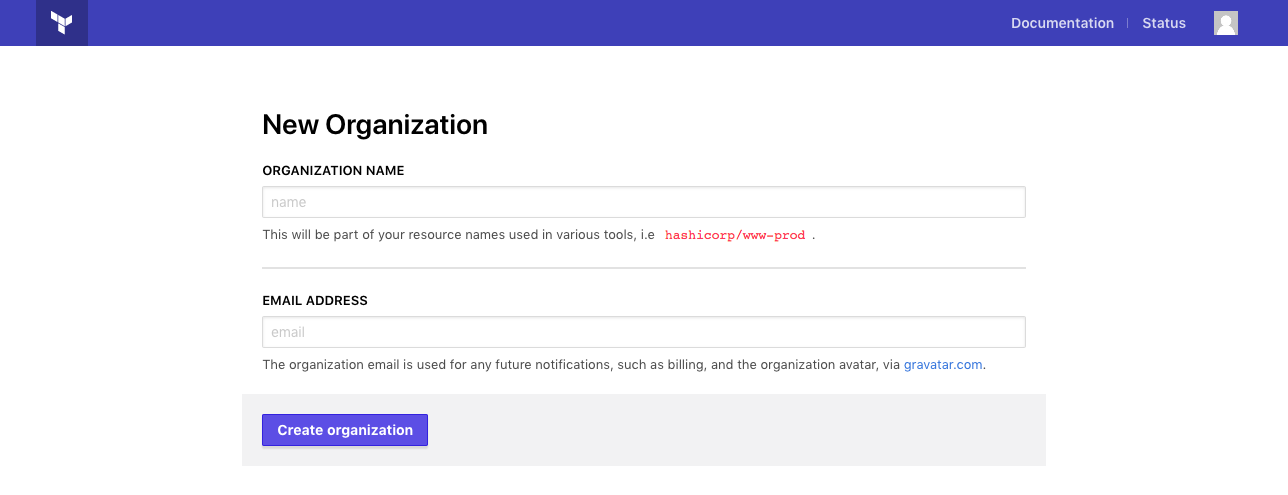 Documentation Status
New Organization
ORGANIZATION NAME
name
This will be part of your resource names used in various tools, i.e hashicorp/www-prod .
EMAIL ADDRESS
email
The organization email is used for any future notifications, such as billing, and the organization avatar, via gravatar.com.
Create organization